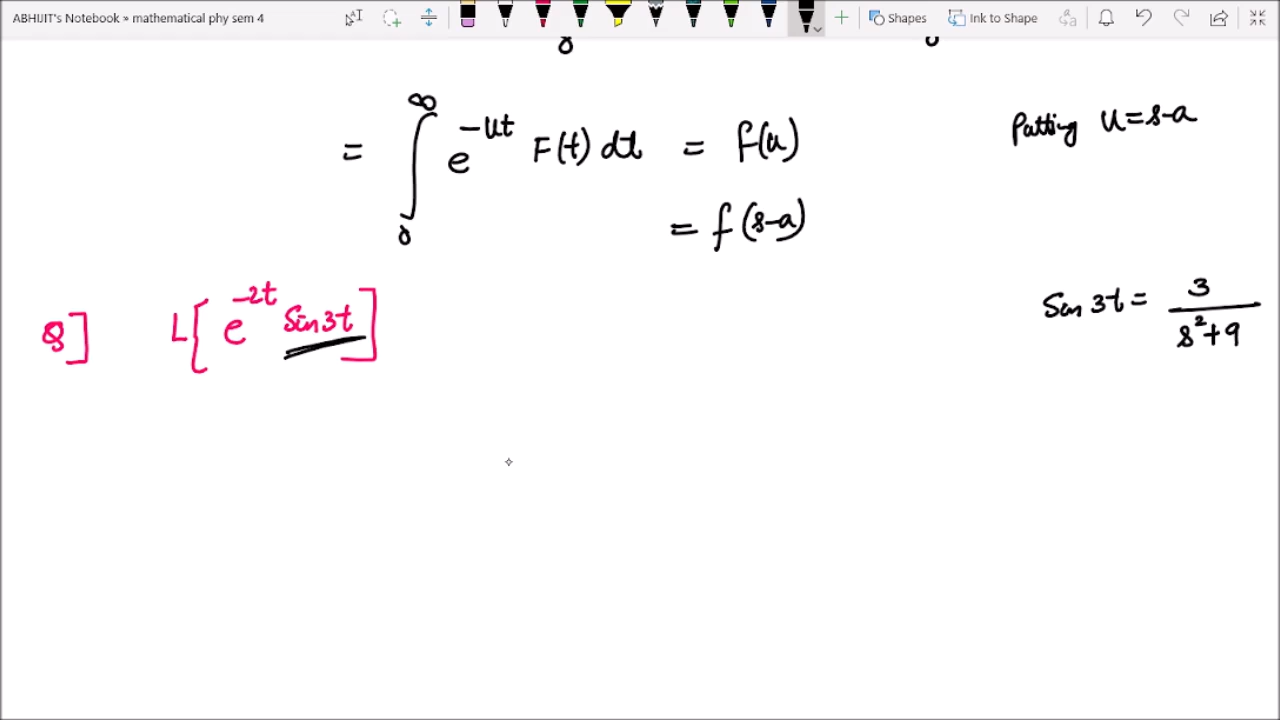 ABHIJIT's Notebook » mathematical phy sem 4
Shapes
Ink to Shape
= ∫₀^∞ e^{-ut} F(t) dt = f(u)
Putting u=s-a
= f(s-a)
Q] L[e^{-2t} Sin3t]
Sin 3t = 3/(s²+9)